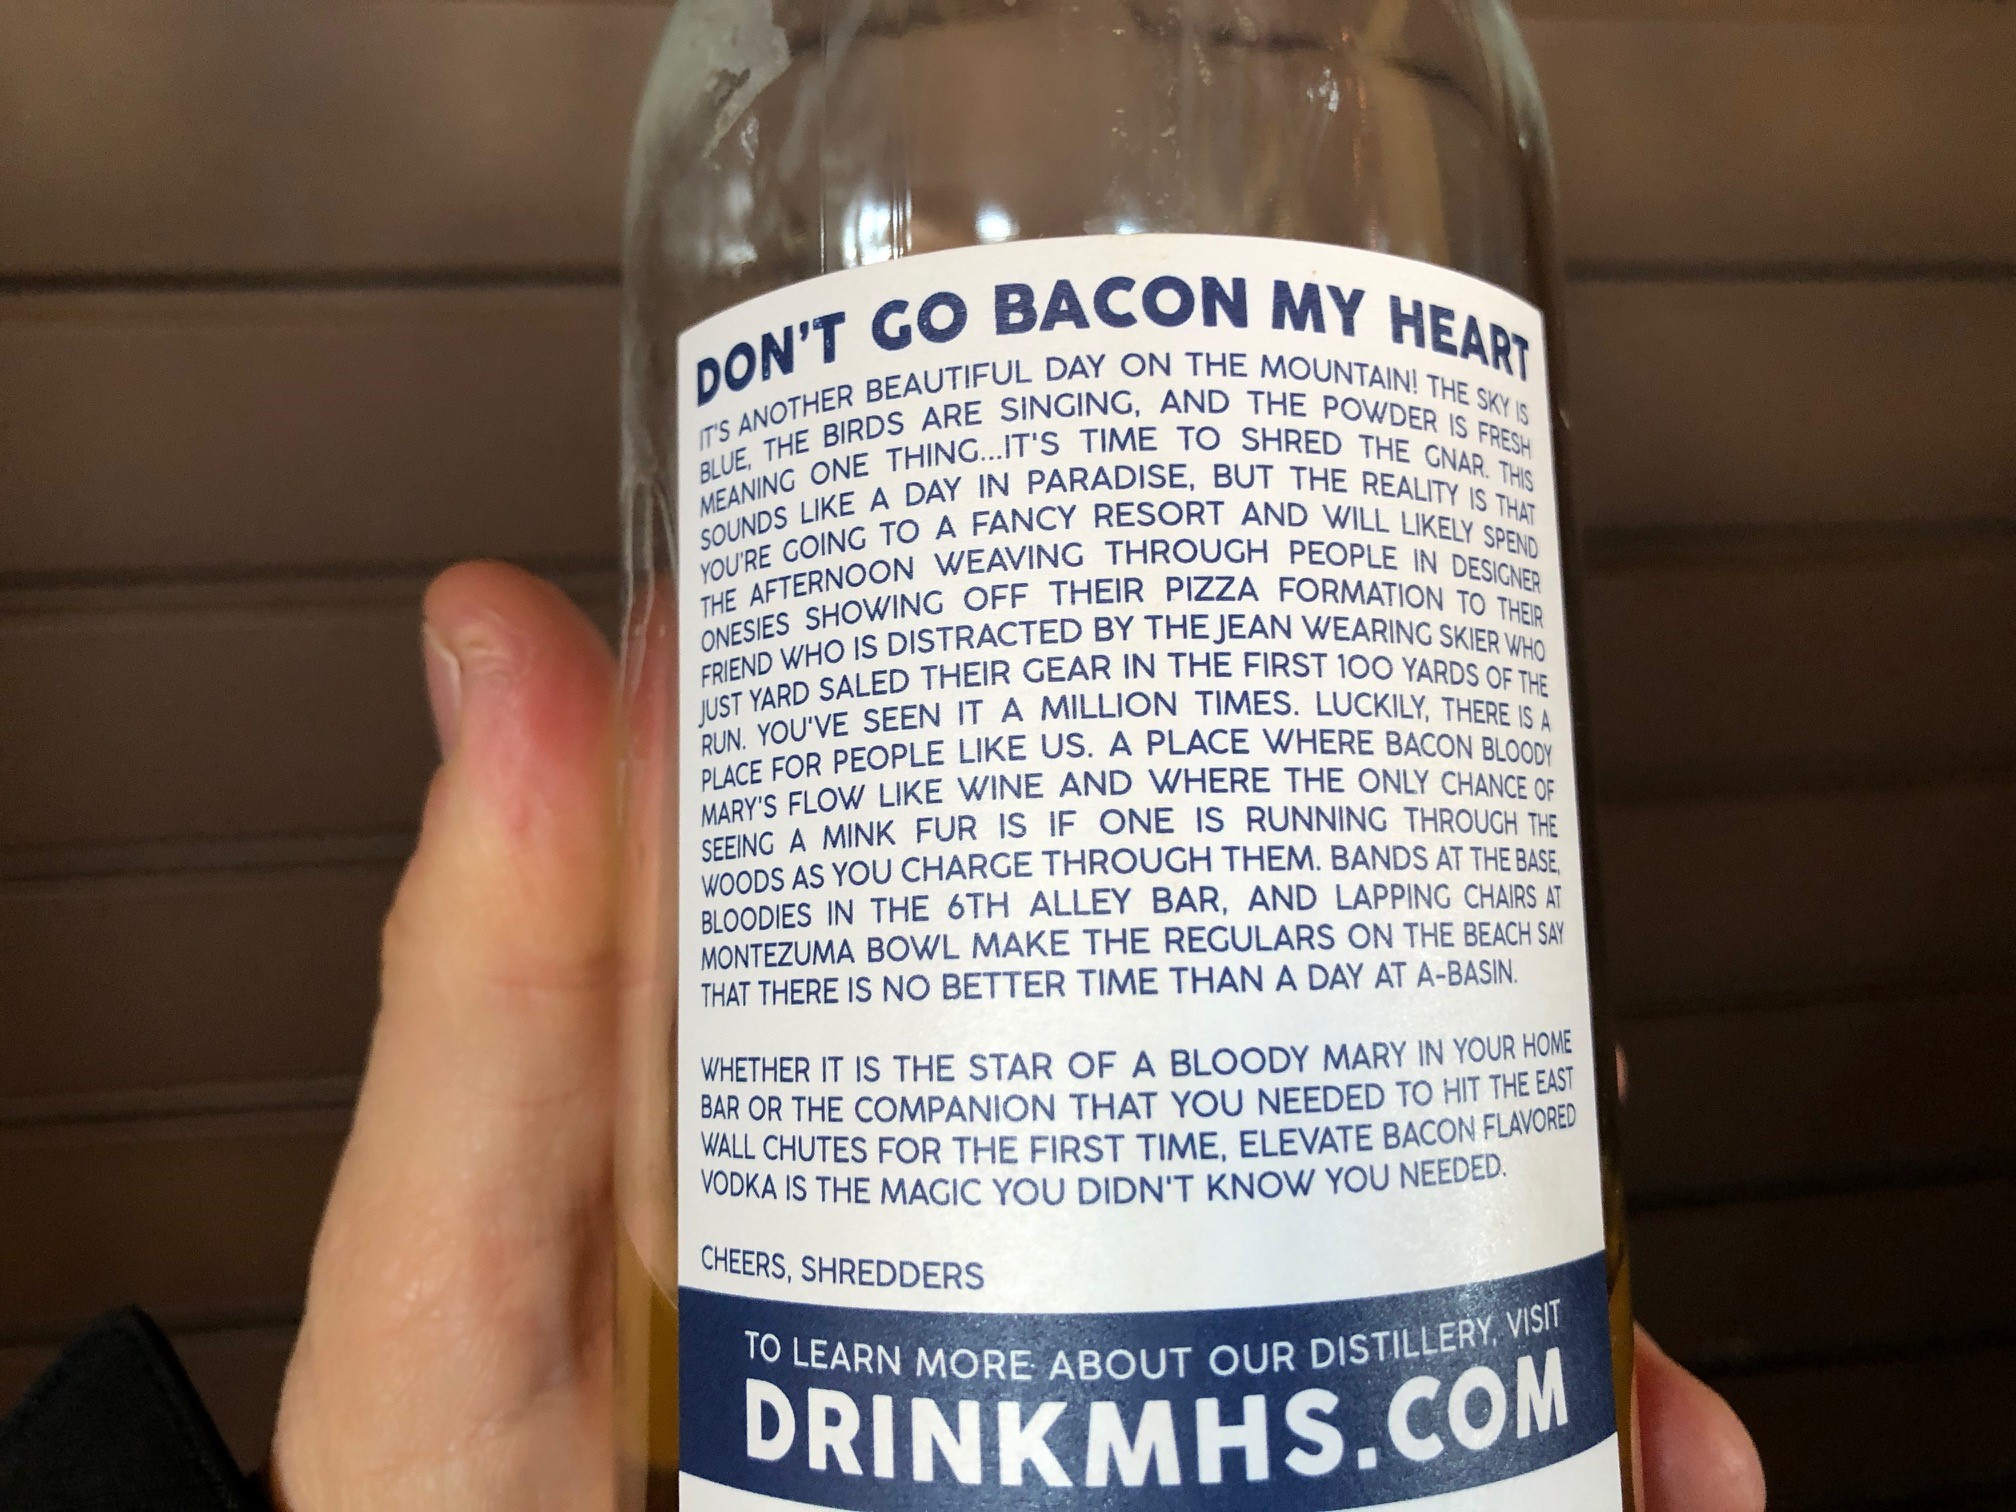 DON'T GO BACON MY HEART
IT'S ANOTHER BEAUTIFUL DAY ON THE MOUNTAIN! THE SKY IS
BLUE, THE BIRDS ARE SINGING, AND THE POWDER IS FRESH
MEANING ONE THING...IT'S TIME TO SHRED THE GNAR. THIS
SOUNDS LIKE A DAY IN PARADISE, BUT THE REALITY IS THAT
YOU'RE GOING TO A FANCY RESORT AND WILL LIKELY SPEND
THE AFTERNOON WEAVING THROUGH PEOPLE IN DESIGNER
ONESIES SHOWING OFF THEIR PIZZA FORMATION TO THEIR
FRIEND WHO IS DISTRACTED BY THE JEAN WEARING SKIER WHO
JUST YARD SALED THEIR GEAR IN THE FIRST 100 YARDS OF THE
RUN. YOU'VE SEEN IT A MILLION TIMES. LUCKILY, THERE IS A
PLACE FOR PEOPLE LIKE US. A PLACE WHERE BACON BLOODY
MARY'S FLOW LIKE WINE AND WHERE THE ONLY CHANCE OF
SEEING A MINK FUR IS IF ONE IS RUNNING THROUGH THE
WOODS AS YOU CHARGE THROUGH THEM. BANDS AT THE BASE,
BLOODIES IN THE 6TH ALLEY BAR, AND LAPPING CHAIRS AT
MONTEZUMA BOWL MAKE THE REGULARS ON THE BEACH SAY
THAT THERE IS NO BETTER TIME THAN A DAY AT A-BASIN.
WHETHER IT IS THE STAR OF A BLOODY MARY IN YOUR HOME
BAR OR THE COMPANION THAT YOU NEEDED TO HIT THE EAST
WALL CHUTES FOR THE FIRST TIME, ELEVATE BACON FLAVORED
VODKA IS THE MAGIC YOU DIDN'T KNOW YOU NEEDED.
CHEERS, SHREDDERS
TO LEARN MORE ABOUT OUR DISTILLERY, VISIT
DRINKMHS.COM